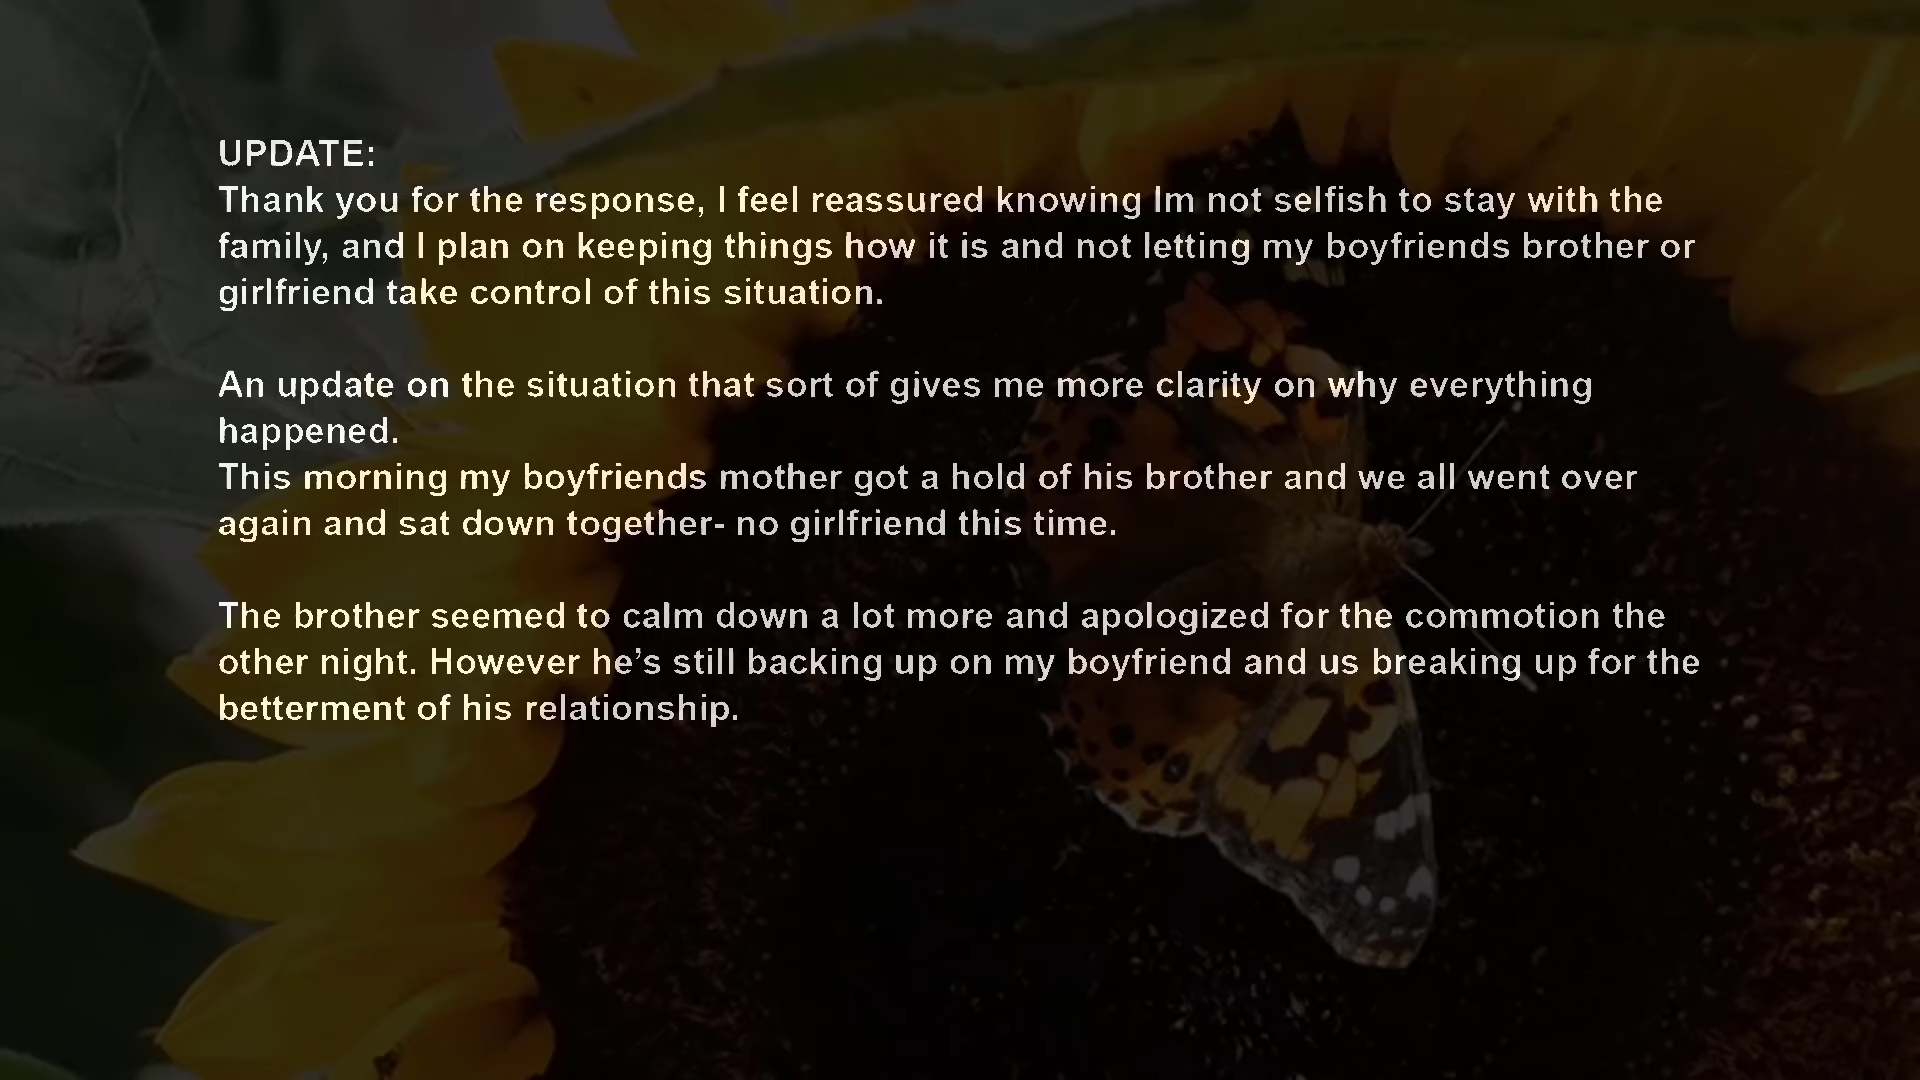 UPDATE:
Thank you for the response, I feel reassured knowing Im not selfish to stay with the
family, and I plan on keeping things how it is and not letting my boyfriends brother or
girlfriend take control of this situation.
An update on the situation that sort of gives me more clarity on why everything
happened.
This morning my boyfriends mother got a hold of his brother and we all went over
again and sat down together- no girlfriend this time.
The brother seemed to calm down a lot more and apologized for the commotion the
other night. However he’s still backing up on my boyfriend and us breaking up for the
betterment of his relationship.